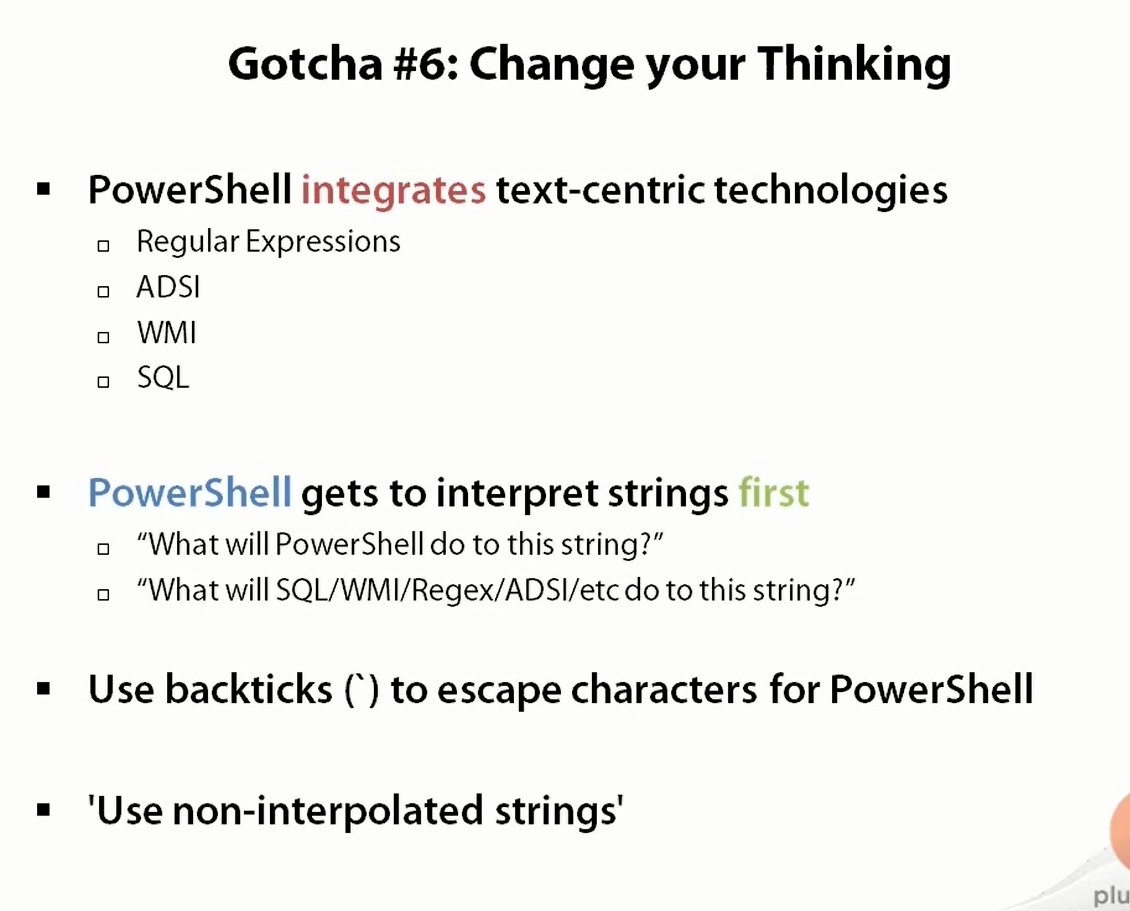 Gotcha #6: Change your Thinking
PowerShell integrates text-centric technologies
Regular Expressions
ADSI
WMI
SQL
PowerShell gets to interpret strings first
“What will PowerShell do to this string?”
“What will SQL/WMI/Regex/ADSI/etc do to this string?”
Use backticks (`) to escape characters for PowerShell
'Use non-interpolated strings'
plu